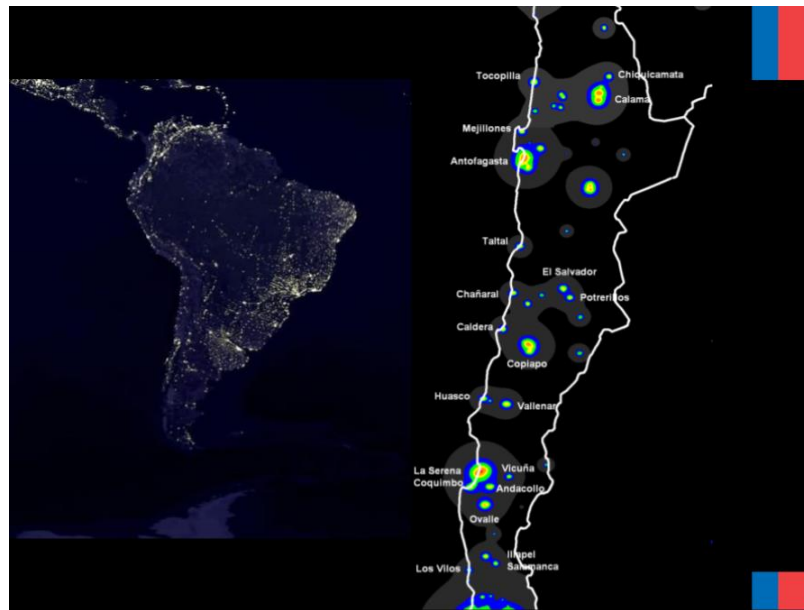 Tocopilla
Chiquicamata
Calama
Mejillones
Antofagasta
Taltal
El Salvador
Chañaral
Potrerillos
Caldera
Copiapo
Huasco
Vallenar
La Serena
Vicuña
Coquimbo
Andacollo
Ovalle
Illapel
Los Vilos
Salamanca